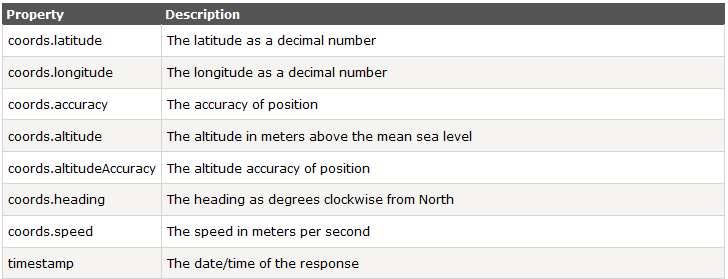 Property Description
coords.latitude The latitude as a decimal number
coords.longitude The longitude as a decimal number
coords.accuracy The accuracy of position
coords.altitude The altitude in meters above the mean sea level
coords.altitudeAccuracy The altitude accuracy of position
coords.heading The heading as degrees clockwise from North
coords.speed The speed in meters per second
timestamp The date/time of the response